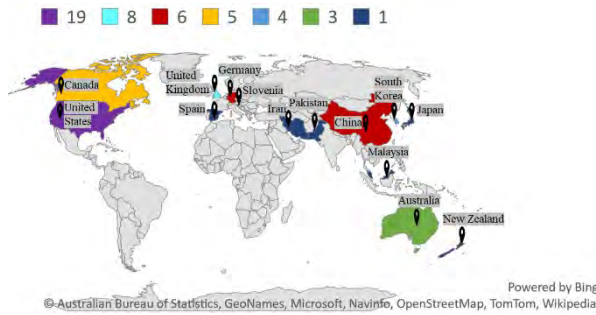 19 8 6 5 4 3 1
Germany
United
Kingdom
Canada
Slovenia
South
Korea
United
States
Spain
Iran
Pakistan
China
Japan
Malaysia
Australia
New Zealand
Powered by Bing
© Australian Bureau of Statistics, GeoNames, Microsoft, Navinfo, OpenStreetMap, TomTom, Wikipedia